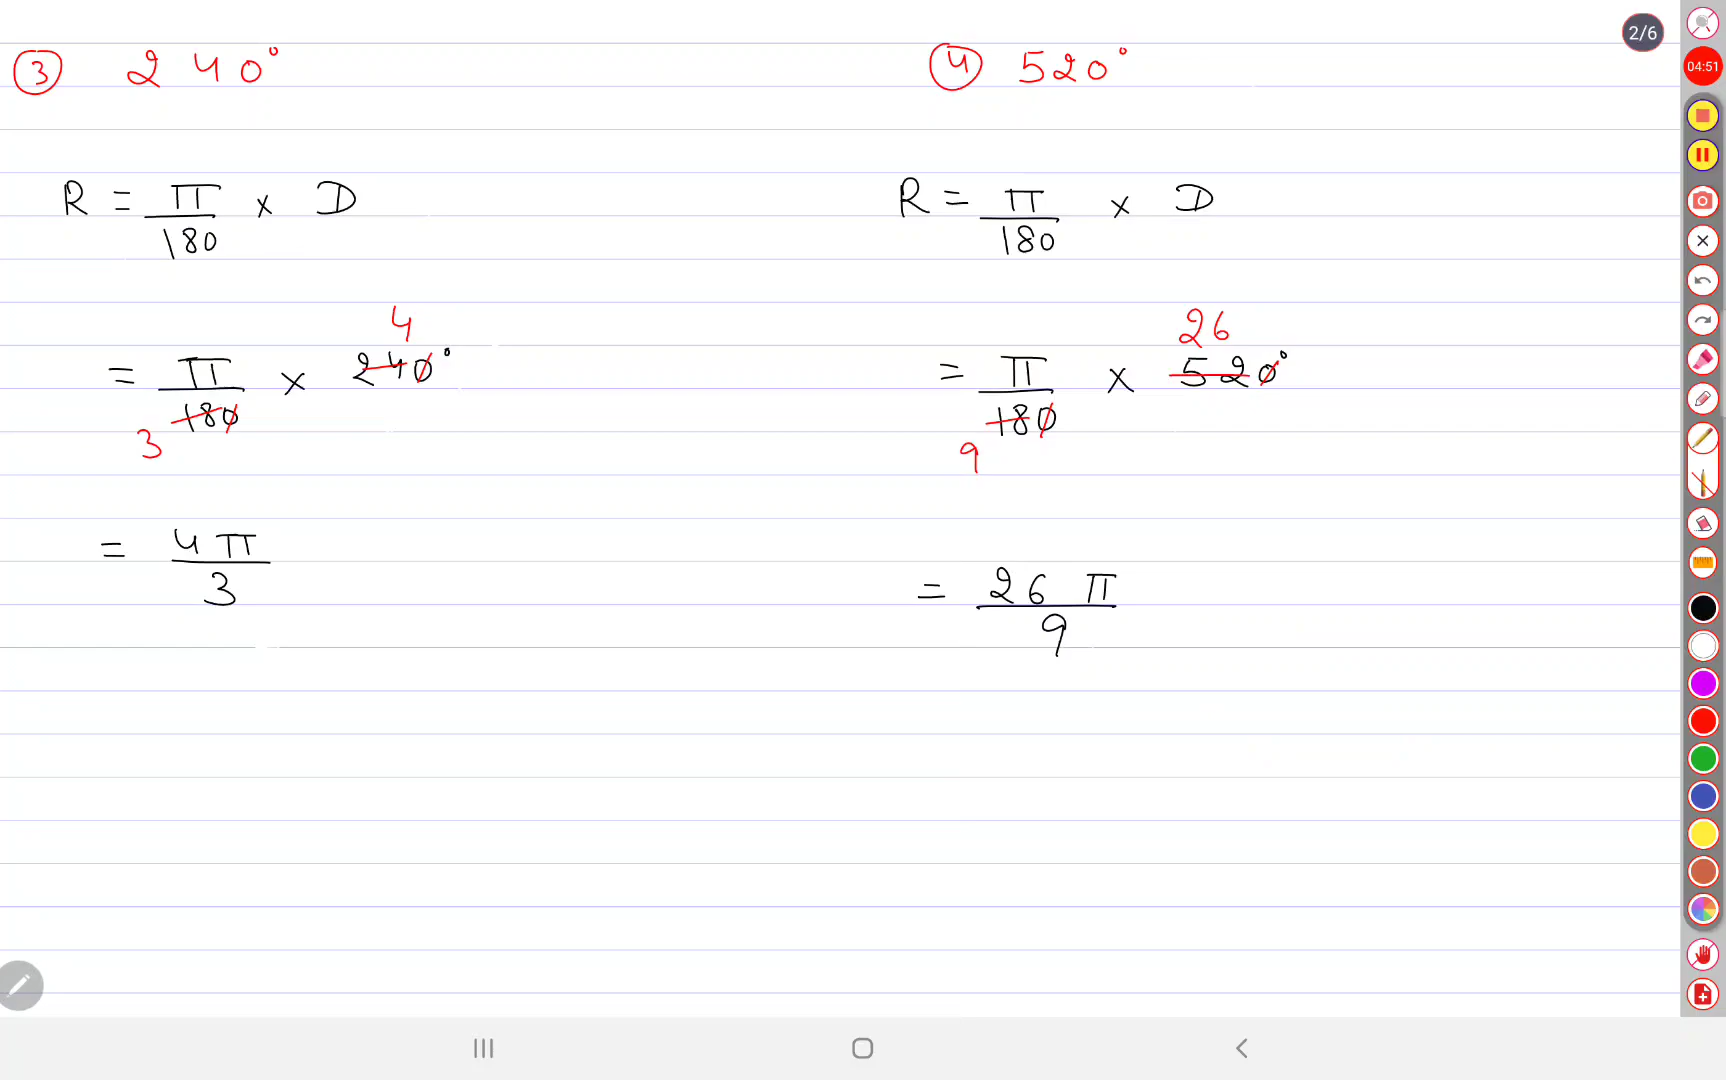 2/6
04:51
③ 240°
R = π/180 × D
4
= π/180 × 240°
3
= 4π/3
④ 520°
R = π/180 × D
26
= π/180 × 520°
9
= 26π/9